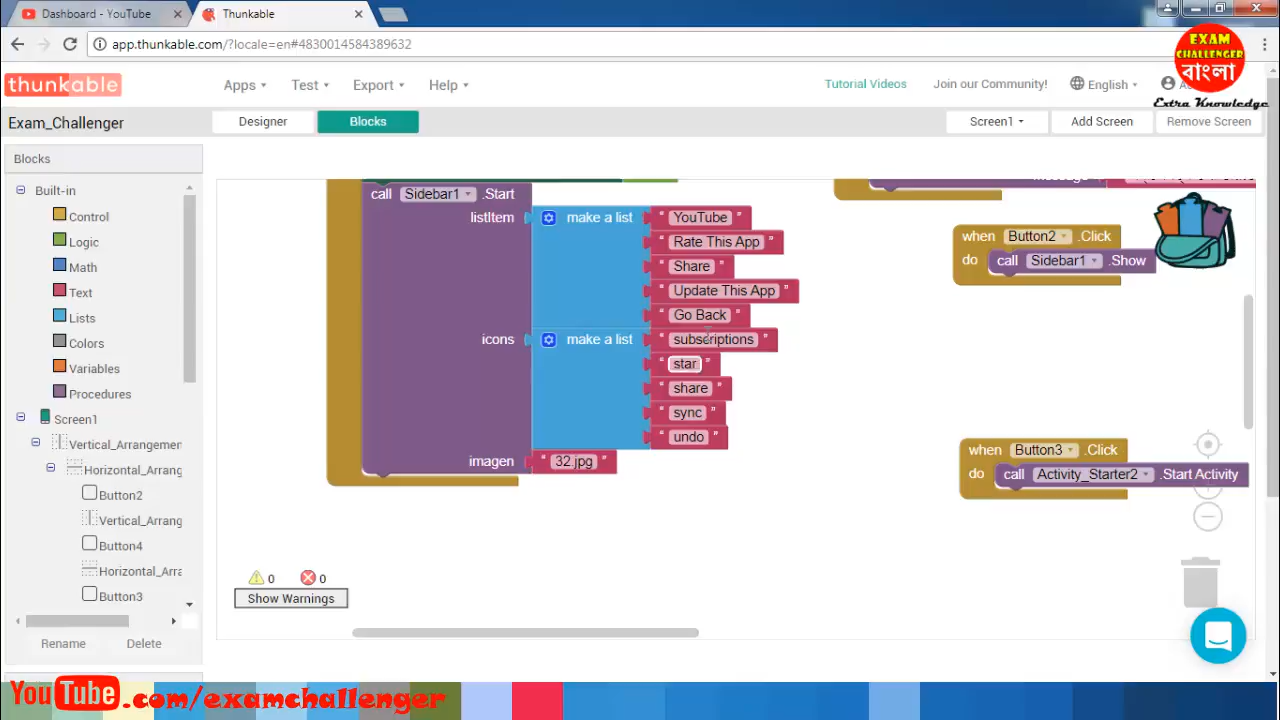 Dashboard - YouTube
Thunkable
app.thunkable.com/?locale=en#4830014584389632
EXAM
CHALLENGER
বাংলা
Extra Knowledge
thunkable
Apps
Test
Export
Help
Tutorial Videos
Join our Community!
English
Exam_Challenger
Designer
Blocks
Screen1
Add Screen
Remove Screen
Blocks
Built-in
Control
Logic
Math
Text
Lists
Colors
Variables
Procedures
Screen1
Vertical_Arrangemen
Horizontal_Arrang
Button2
Vertical_Arrang
Button4
Horizontal_Arra
Button3
Rename
Delete
call Sidebar1 .Start
listItem
make a list
" YouTube "
" Rate This App "
" Share "
" Update This App "
" Go Back "
icons
make a list
" subscriptions "
" star "
" share "
" sync "
" undo "
imagen
" 32.jpg "
when Button2 .Click
do call Sidebar1 .Show
when Button3 .Click
do call Activity_Starter2 .Start Activity
0
0
Show Warnings
YouTube.com/examchallenger